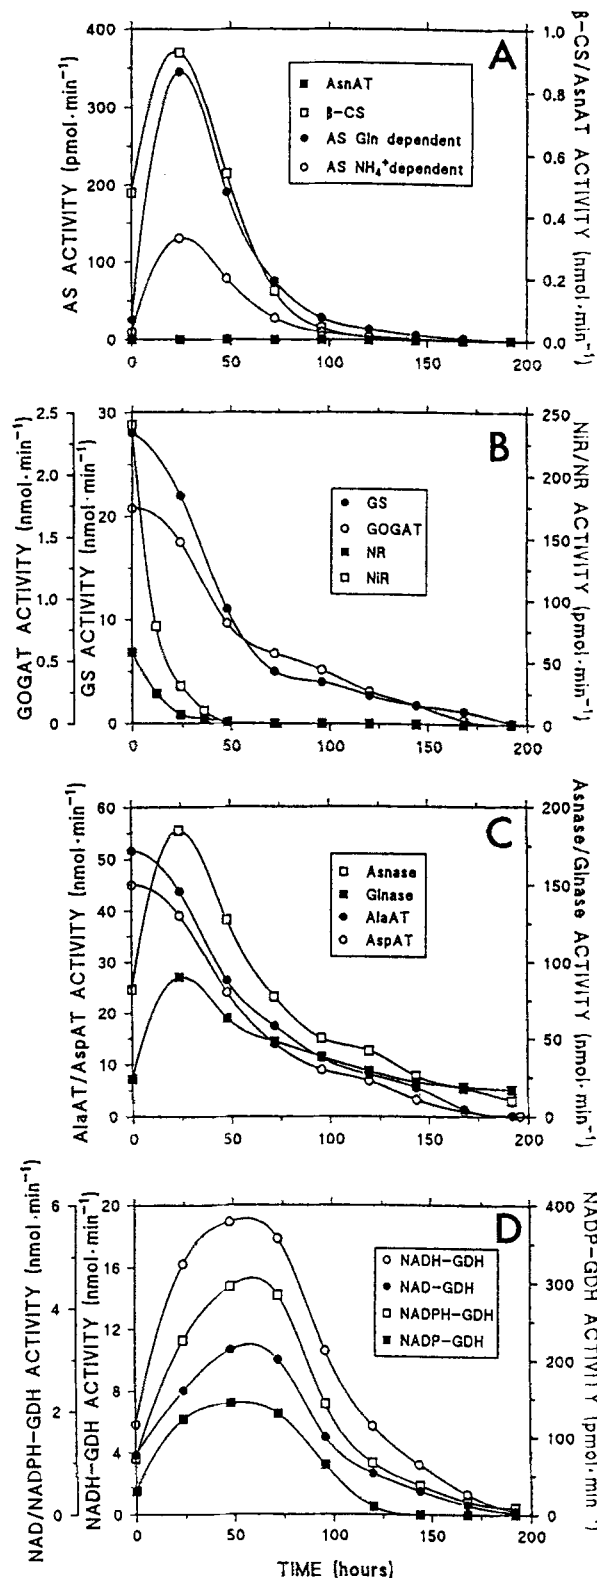 A
AS ACTIVITY (pmol·min⁻¹)
400
300
200
100
0
β-CS/AsnAT ACTIVITY (nmol·min⁻¹)
1.0
0.8
0.6
0.4
0.2
0.0
AsnAT
β-CS
AS Gln dependent
AS NH₄⁺dependent
0 50 100 150 200
B
GOGAT ACTIVITY (nmol·min⁻¹)
2.5
2.0
1.5
1.0
0.5
0
GS ACTIVITY (nmol·min⁻¹)
30
20
10
0
NiR/NR ACTIVITY (pmol·min⁻¹)
250
200
150
100
50
0
GS
GOGAT
NR
NiR
0 50 100 150 200
C
AlaAT/AspAT ACTIVITY (nmol·min⁻¹)
60
50
40
30
20
10
0
Asnase/Glnase ACTIVITY (nmol·min⁻¹)
200
150
100
50
0
Asnase
Glnase
AlaAT
AspAT
0 50 100 150 200
D
NAD/NADPH-GDH ACTIVITY (nmol·min⁻¹)
6
4
2
0
NADH-GDH ACTIVITY (nmol·min⁻¹)
20
16
12
8
4
0
NADP-GDH ACTIVITY (pmol·min⁻¹)
400
300
200
100
0
NADH-GDH
NAD-GDH
NADPH-GDH
NADP-GDH
0 50 100 150 200
TIME (hours)